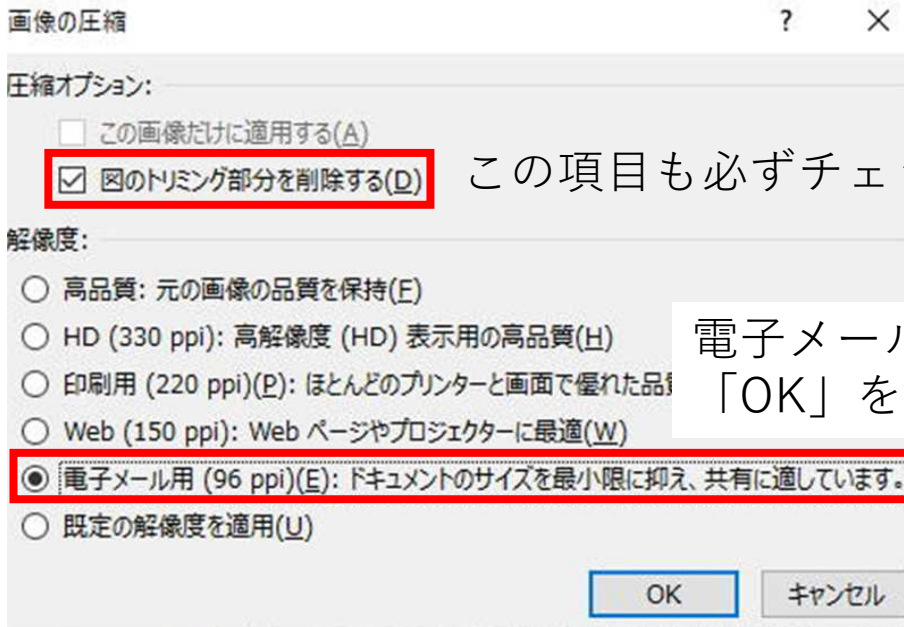 画像の圧縮 ? ×
圧縮オプション:
この画像だけに適用する(A)
図のトリミング部分を削除する(D)
この項目も必ずチェ
解像度:
高品質: 元の画像の品質を保持(F)
HD (330 ppi): 高解像度 (HD) 表示用の高品質(H)
電子メール
「OK」を
印刷用 (220 ppi)(P): ほとんどのプリンターと画面で優れた品
Web (150 ppi): Web ページやプロジェクターに最適(W)
電子メール用 (96 ppi)(E): ドキュメントのサイズを最小限に抑え、共有に適しています。
既定の解像度を適用(U)
OK キャンセル